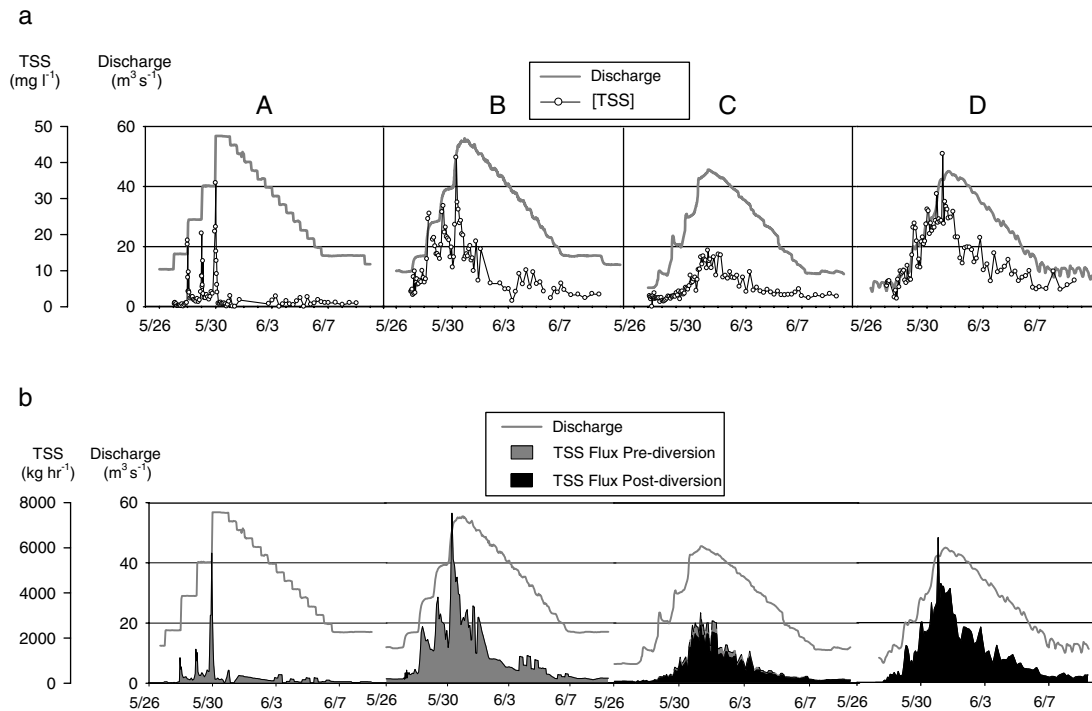 a
TSS
(mg l⁻¹)
Discharge
(m³ s⁻¹)
Discharge
[TSS]
A B C D
50 60
40
30 40
20
20
10
0 0
5/26 5/30 6/3 6/7 5/26 5/30 6/3 6/7 5/26 5/30 6/3 6/7 5/26 5/30 6/3 6/7
b
Discharge
TSS Flux Pre-diversion
TSS Flux Post-diversion
TSS
(kg hr⁻¹)
Discharge
(m³ s⁻¹)
8000 60
6000
40
4000
20
2000
0 0
5/26 5/30 6/3 6/7 5/26 5/30 6/3 6/7 5/26 5/30 6/3 6/7 5/26 5/30 6/3 6/7